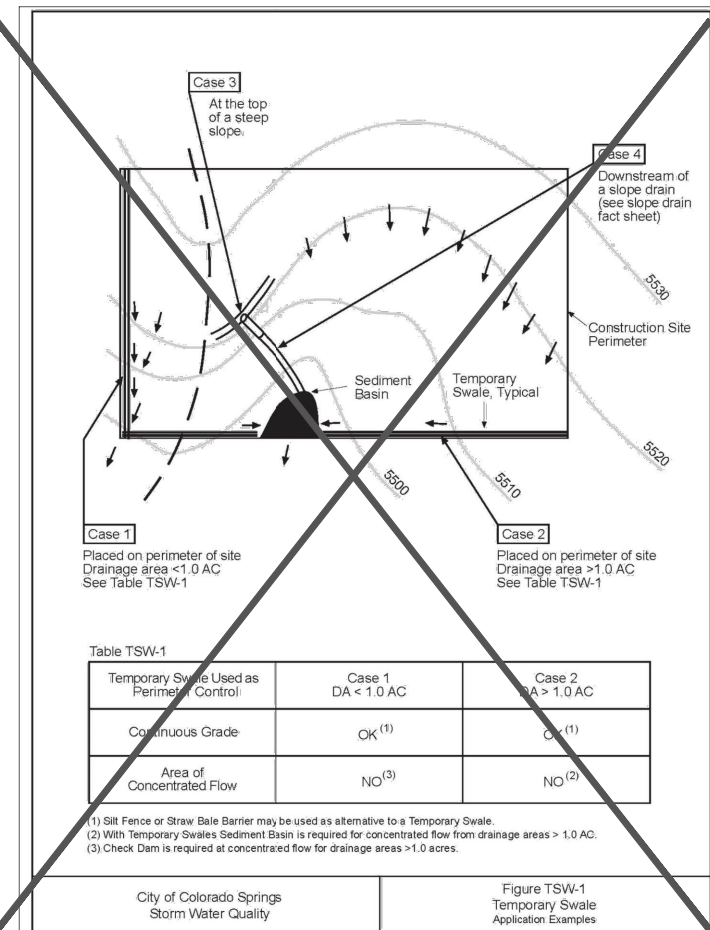 Case 3
At the top
of a steep
slope.
Case 4
Downstream of
a slope drain
(see slope drain
fact sheet)
5530
Construction Site
Perimeter
Sediment
Basin
Temporary
Swale, Typical
5520
5510
5500
Case 1
Placed on perimeter of site
Drainage area <1.0 AC
See Table TSW-1
Case 2
Placed on perimeter of site
Drainage area >1.0 AC
See Table TSW-1
Table TSW-1
Temporary Swale Used as
Perimeter Control
Case 1
DA < 1.0 AC
Case 2
DA > 1.0 AC
Continuous Grade
OK (1)
OK (1)
Area of
Concentrated Flow
NO(3)
NO(2)
(1) Silt Fence or Straw Bale Barrier may be used as alternative to a Temporary Swale.
(2) With Temporary Swales Sediment Basin is required for concentrated flow from drainage areas > 1.0 AC.
(3) Check Dam is required at concentrated flow for drainage areas >1.0 acres.
City of Colorado Springs
Storm Water Quality
Figure TSW-1
Temporary Swale
Application Examples